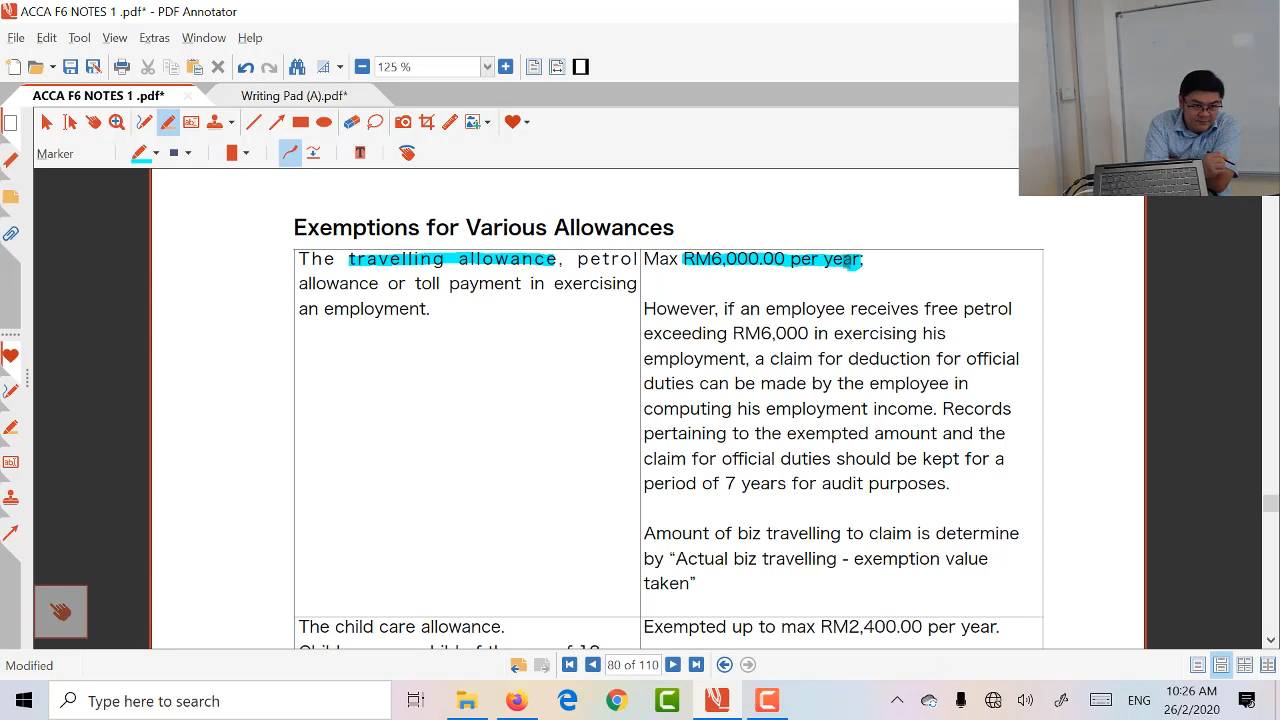 ACCA F6 NOTES 1 .pdf* - PDF Annotator
File Edit Tool View Extras Window Help
125 %
ACCA F6 NOTES 1 .pdf* Writing Pad (A).pdf*
Marker
Exemptions for Various Allowances
The travelling allowance, petrol
allowance or toll payment in exercising
an employment.
Max RM6,000.00 per year;
However, if an employee receives free petrol
exceeding RM6,000 in exercising his
employment, a claim for deduction for official
duties can be made by the employee in
computing his employment income. Records
pertaining to the exempted amount and the
claim for official duties should be kept for a
period of 7 years for audit purposes.
Amount of biz travelling to claim is determine
by “Actual biz travelling - exemption value
taken”
The child care allowance.
Exempted up to max RM2,400.00 per year.
Modified
80 of 110
Type here to search
ENG
10:26 AM
26/2/2020